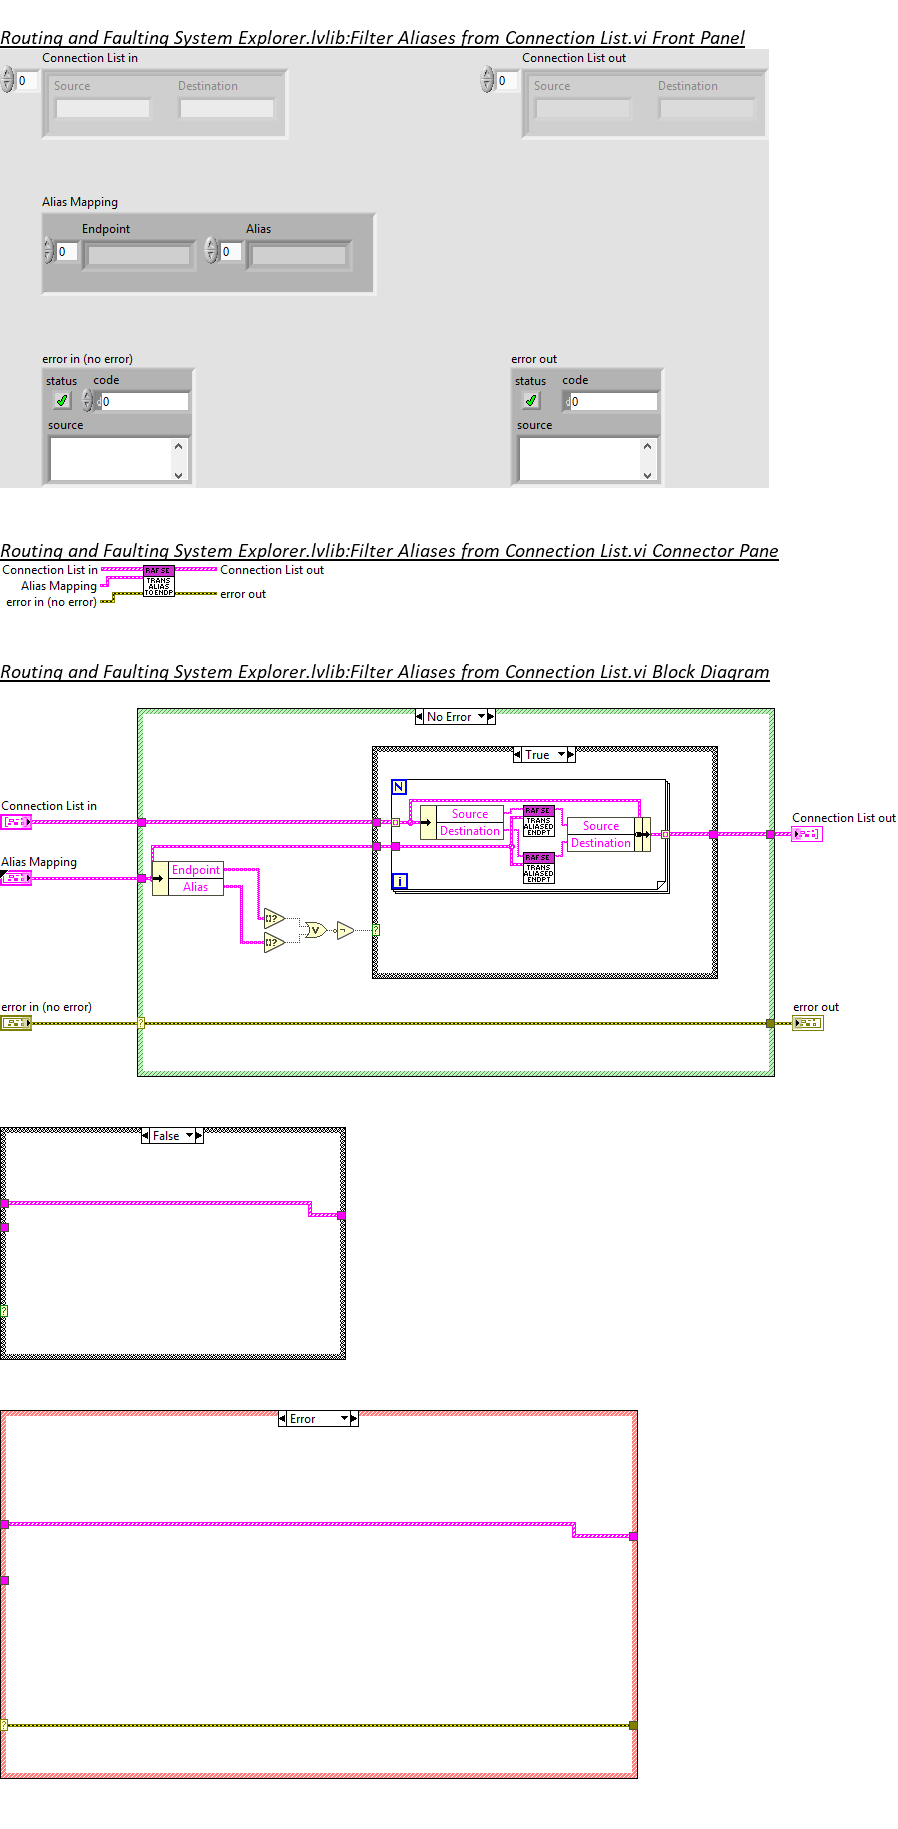 Routing and Faulting System Explorer.lvlib:Filter Aliases from Connection List.vi Front Panel
Connection List in
Connection List out
0
Source
Destination
0
Source
Destination
Alias Mapping
Endpoint
Alias
0
0
error in (no error)
error out
status
code
status
code
0
0
source
source
Routing and Faulting System Explorer.lvlib:Filter Aliases from Connection List.vi Connector Pane
Connection List in
RAFSE
Connection List out
Alias Mapping
TRANS
ALIAS
TO ENDP
error in (no error)
error out
Routing and Faulting System Explorer.lvlib:Filter Aliases from Connection List.vi Block Diagram
No Error
True
N
Connection List in
Source
Destination
RAFSE
TRANS
ALIASED
ENDPT
Source
Destination
Connection List out
RAFSE
TRANS
ALIASED
ENDPT
Alias Mapping
Endpoint
Alias
i
[]?
[]?
V
?
error in (no error)
error out
?
False
?
Error
?